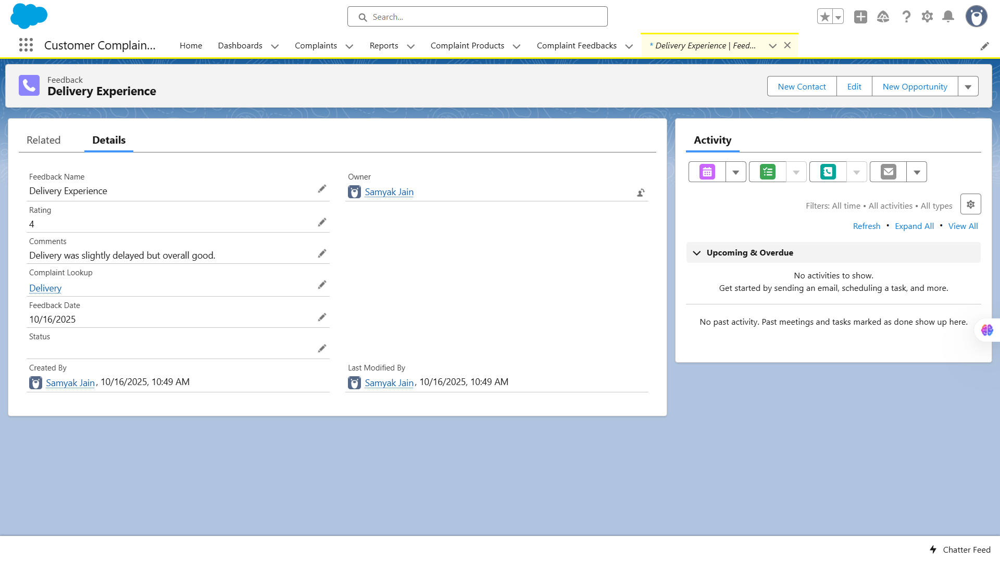 Search...
Customer Complain...
Home
Dashboards
Complaints
Reports
Complaint Products
Complaint Feedbacks
* Delivery Experience | Feed...
Feedback
Delivery Experience
New Contact
Edit
New Opportunity
Related
Details
Feedback Name
Delivery Experience
Owner
Samyak Jain
Rating
4
Comments
Delivery was slightly delayed but overall good.
Complaint Lookup
Delivery
Feedback Date
10/16/2025
Status
Created By
Samyak Jain, 10/16/2025, 10:49 AM
Last Modified By
Samyak Jain, 10/16/2025, 10:49 AM
Activity
Filters: All time • All activities • All types
Refresh • Expand All • View All
Upcoming & Overdue
No activities to show.
Get started by sending an email, scheduling a task, and more.
No past activity. Past meetings and tasks marked as done show up here.
Chatter Feed